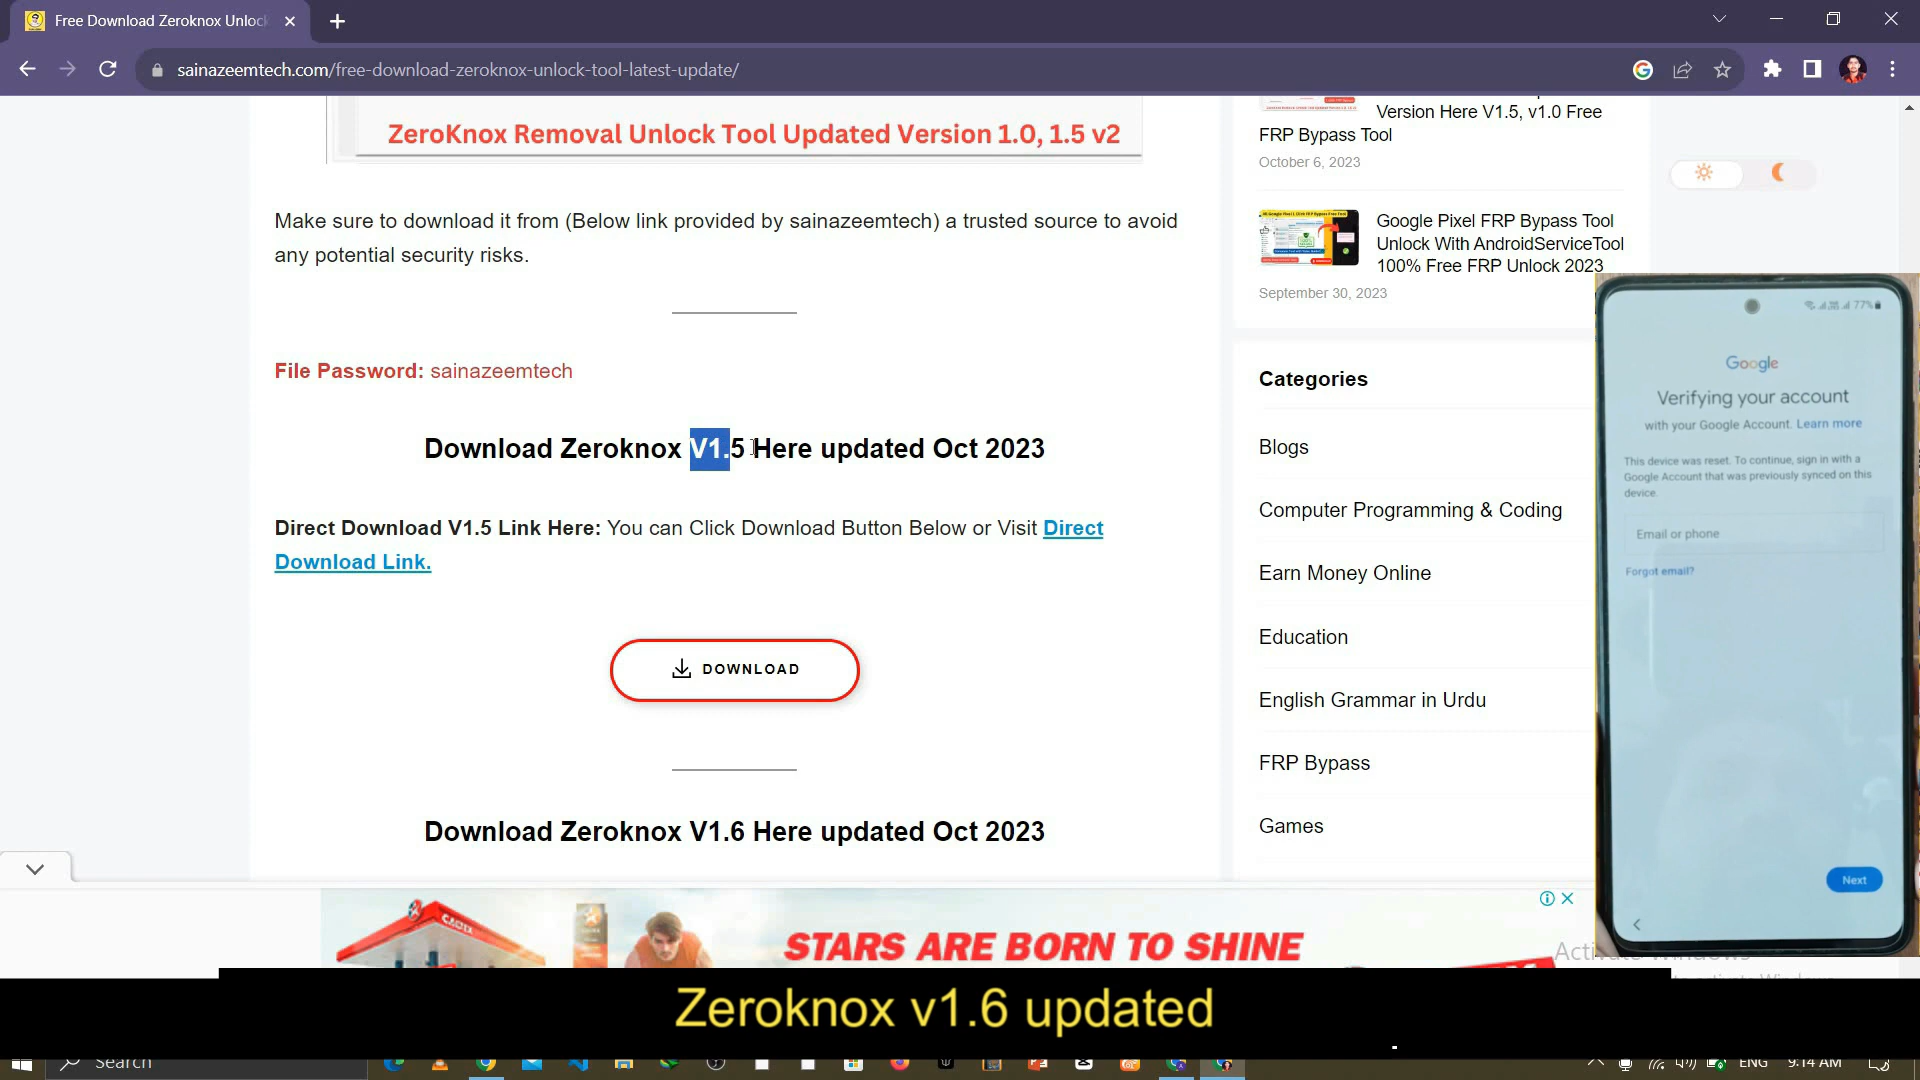 Free Download Zeroknox Unlock
sainazeemtech.com/free-download-zeroknox-unlock-tool-latest-update/
ZeroKnox Removal Unlock Tool Updated Version 1.0, 1.5 v2
Make sure to download it from (Below link provided by sainazeemtech) a trusted source to avoid
any potential security risks.
File Password: sainazeemtech
Download Zeroknox V1.5 Here updated Oct 2023
Direct Download V1.5 Link Here: You can Click Download Button Below or Visit Direct
Download Link.
DOWNLOAD
Download Zeroknox V1.6 Here updated Oct 2023
Version Here V1.5, v1.0 Free
FRP Bypass Tool
October 6, 2023
Google Pixel FRP Bypass Tool
Unlock With AndroidServiceTool
100% Free FRP Unlock 2023
September 30, 2023
Categories
Blogs
Computer Programming & Coding
Earn Money Online
Education
English Grammar in Urdu
FRP Bypass
Games
77%
Google
Verifying your account
with your Google Account. Learn more
This device was reset. To continue, sign in with a
Google Account that was previously synced on this
device.
Email or phone
Forgot email?
Next
CALTEX
STARS ARE BORN TO SHINE
Zeroknox v1.6 updated
Search
ENG
9:14 AM